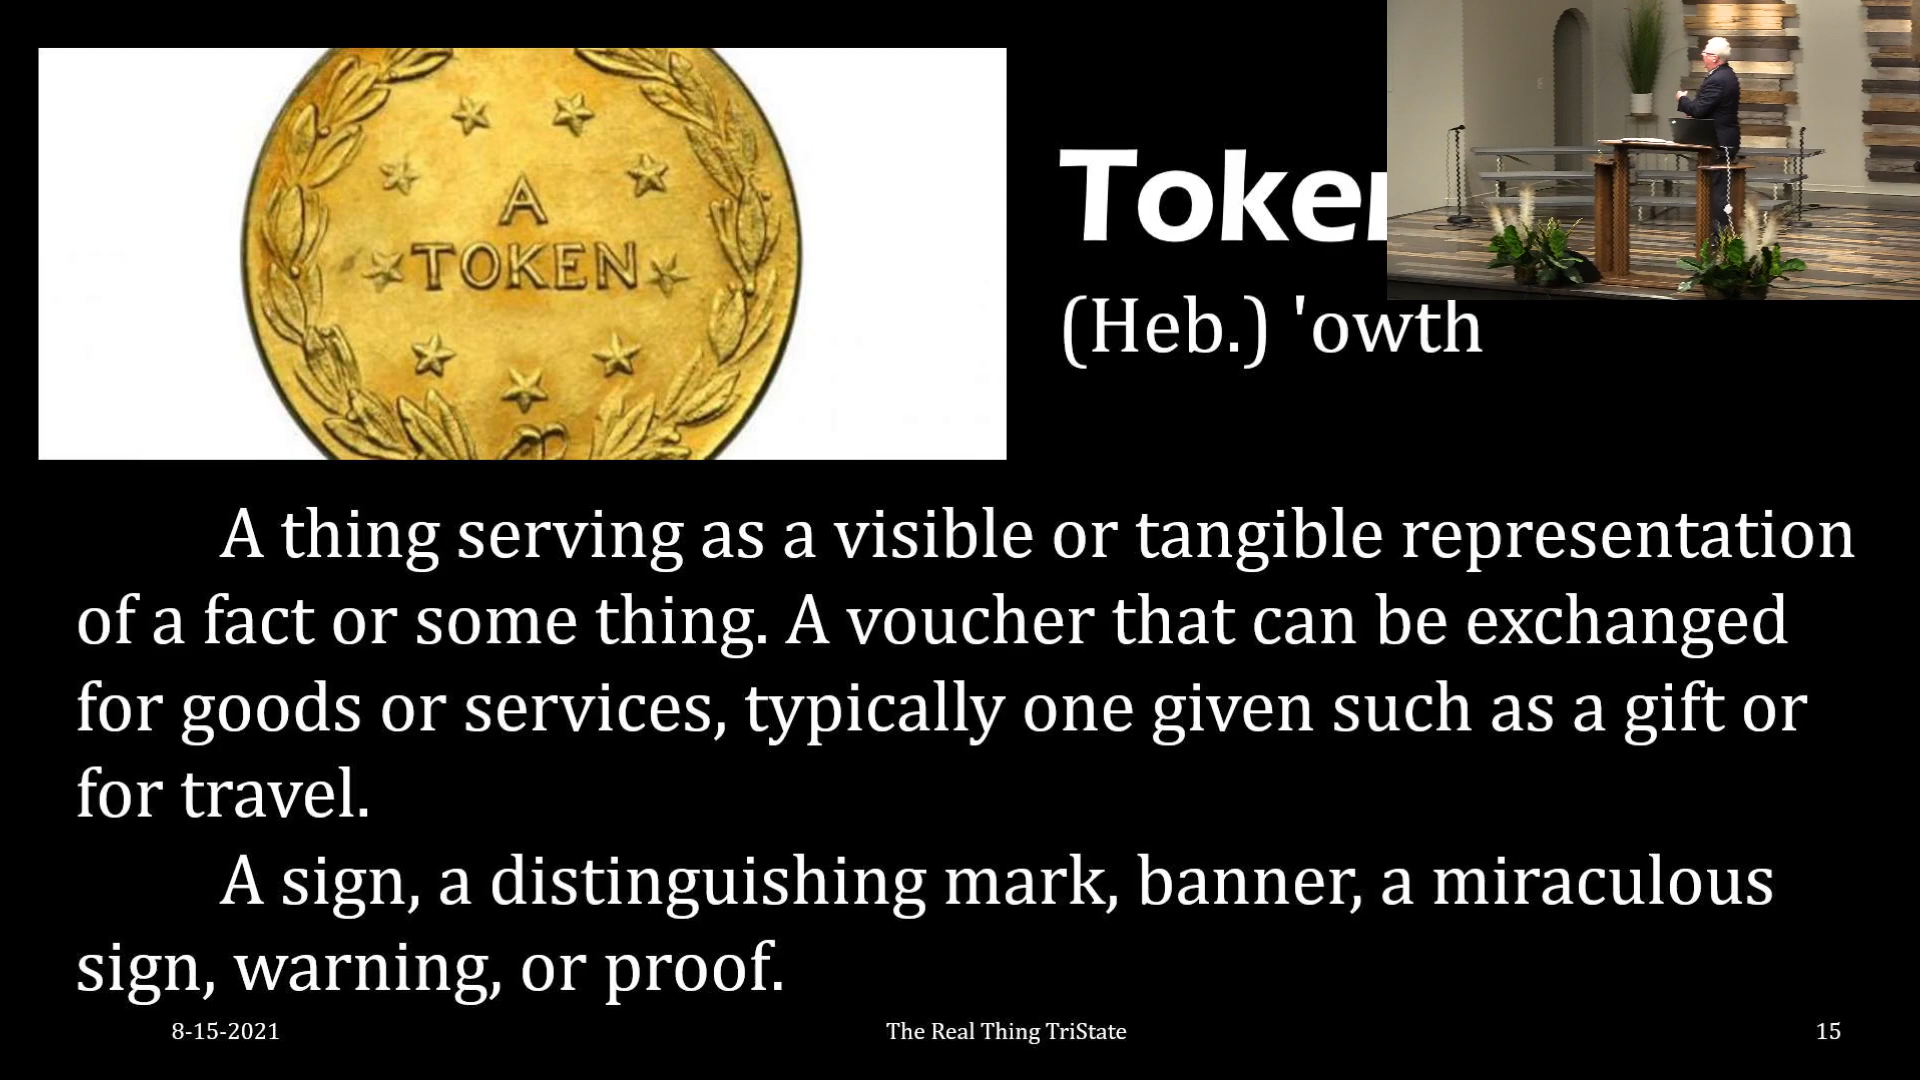 A
TOKEN
Token
(Heb.) 'owth
A thing serving as a visible or tangible representation
of a fact or some thing. A voucher that can be exchanged
for goods or services, typically one given such as a gift or
for travel.
A sign, a distinguishing mark, banner, a miraculous
sign, warning, or proof.
8-15-2021
The Real Thing TriState
15